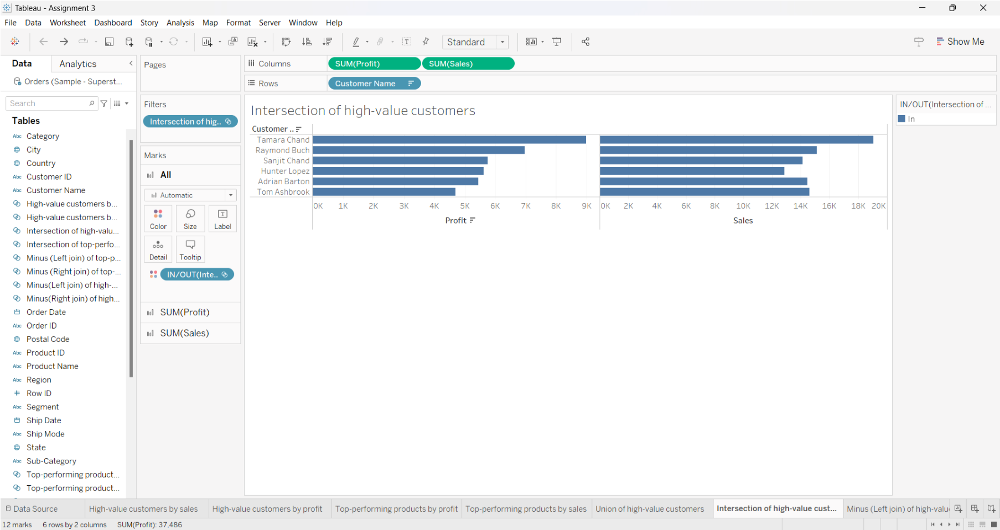 Tableau - Assignment 3
File Data Worksheet Dashboard Story Analysis Map Format Server Window Help
Standard
Show Me
Data
Analytics
Orders (Sample - Superst...
Search
Tables
Abc Category
City
Country
Abc Customer ID
Abc Customer Name
High-value customers b...
High-value customers b...
Intersection of high-valu...
Intersection of top-perfo...
Minus (Left join) of top-p...
Minus (Right join) of top-...
Minus(Left join) of high-...
Minus(Right join) of high...
Order Date
Abc Order ID
Postal Code
Abc Product ID
Abc Product Name
Abc Region
# Row ID
Abc Segment
Ship Date
Abc Ship Mode
State
Abc Sub-Category
Top-performing product...
Top-performing product...
Pages
Filters
Intersection of hig..
Marks
All
Automatic
Color
Size
Label
Detail
Tooltip
IN/OUT(Inte..
SUM(Profit)
SUM(Sales)
Columns
SUM(Profit)
SUM(Sales)
Rows
Customer Name
Intersection of high-value customers
Customer ..
Tamara Chand
Raymond Buch
Sanjit Chand
Hunter Lopez
Adrian Barton
Tom Ashbrook
0K 1K 2K 3K 4K 5K 6K 7K 8K 9K
0K 2K 4K 6K 8K 10K 12K 14K 16K 18K 20K
Profit
Sales
IN/OUT(Intersection of ...
In
Data Source
High-value customers by sales
High-value customers by profit
Top-performing products by profit
Top-performing products by sales
Union of high-value customers
Intersection of high-value cust...
Minus (Left join) of high-valu
12 marks
6 rows by 2 columns
SUM(Profit): 37,486